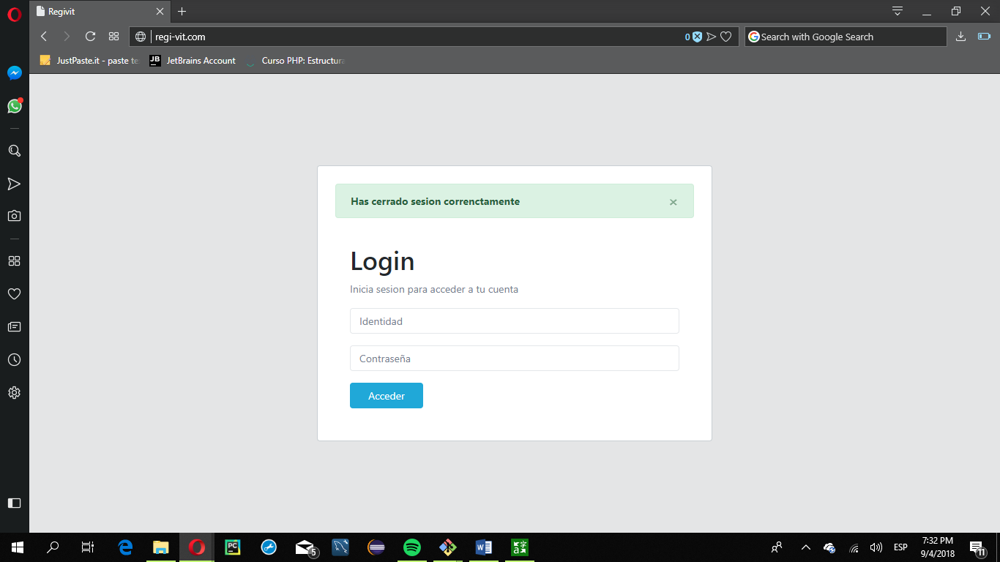 Regivit
regi-vit.com
0
Search with Google Search
JustPaste.it - paste te
JB
JetBrains Account
Curso PHP: Estructura
Has cerrado sesion correnctamente
×
Login
Inicia sesion para acceder a tu cuenta
Identidad
Contraseña
Acceder
PC
5
ESP
7:32 PM
9/4/2018
11